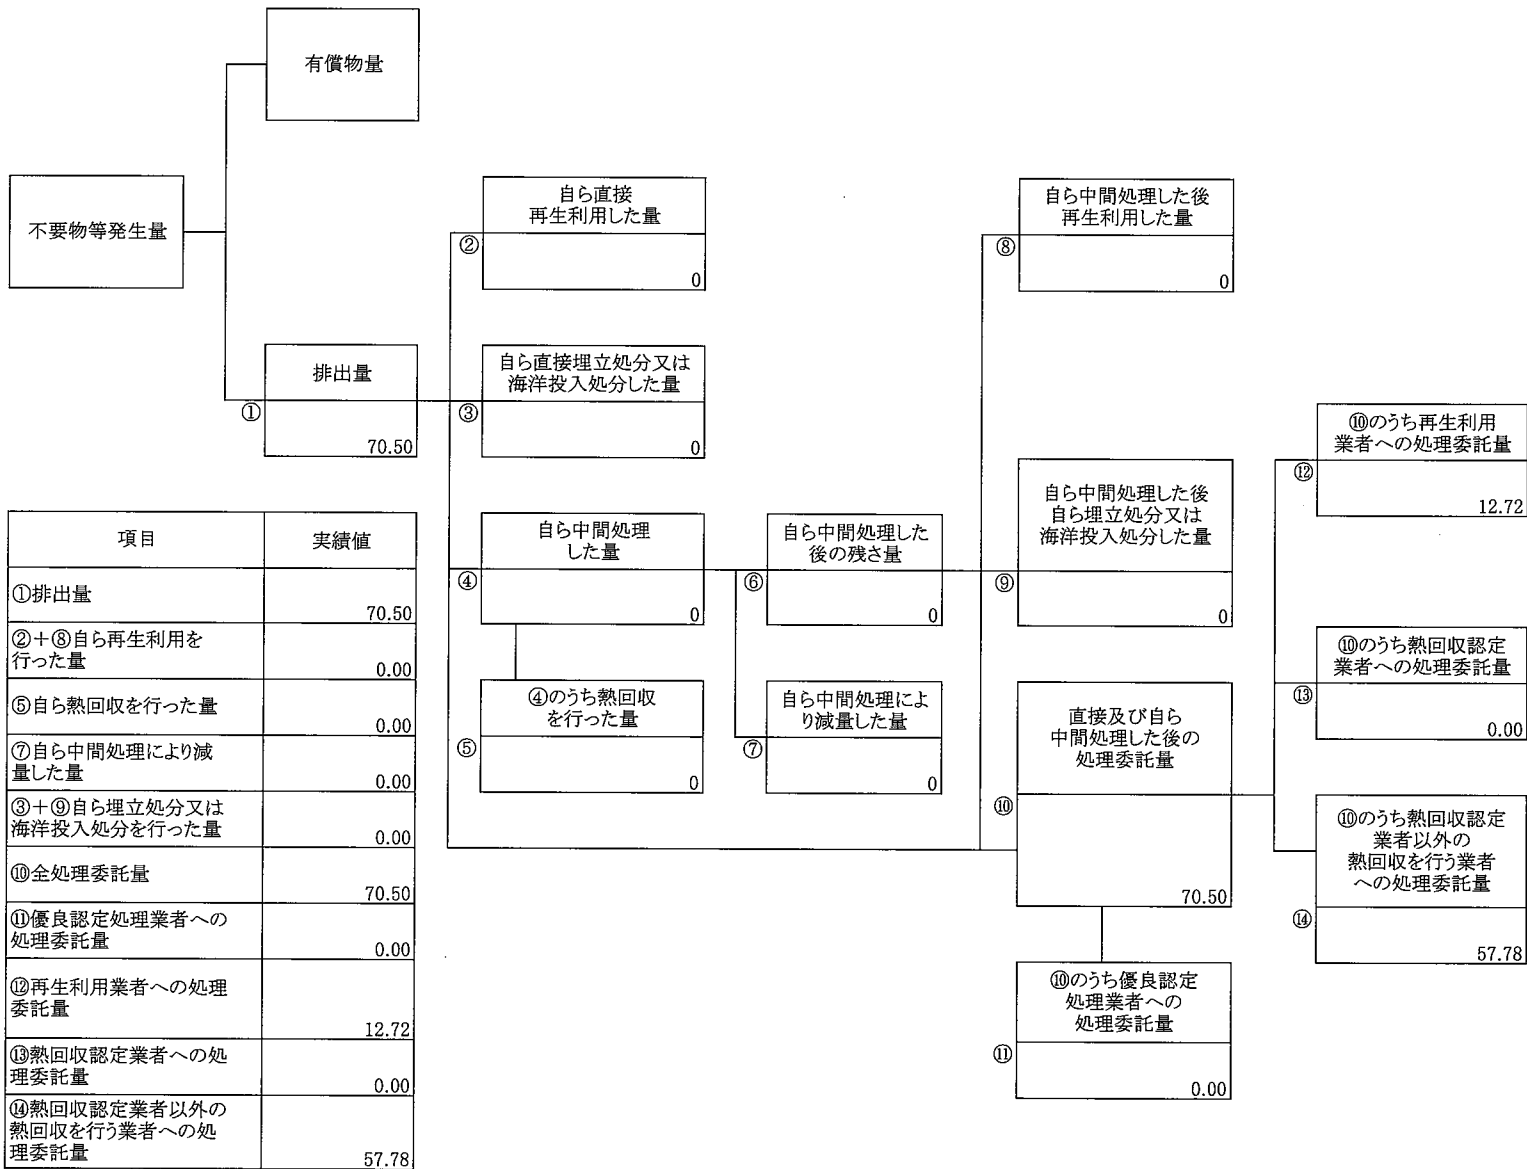 有償物量
不要物等発生量
排出量
①
70.50
自ら直接
再生利用した量
②
0
自ら直接埋立処分又は
海洋投入処分した量
③
0
自ら中間処理
した量
④
0
④のうち熱回収
を行った量
⑤
0
自ら中間処理した
後の残さ量
⑥
0
自ら中間処理によ
り減量した量
⑦
0
自ら中間処理した後
再生利用した量
⑧
0
自ら中間処理した後
自ら埋立処分又は
海洋投入処分した量
⑨
0
直接及び自ら
中間処理した後の
処理委託量
⑩
70.50
⑩のうち優良認定
処理業者への
処理委託量
⑪
0.00
⑩のうち再生利用
業者への処理委託量
⑫
12.72
⑩のうち熱回収認定
業者への処理委託量
⑬
0.00
⑩のうち熱回収認定
業者以外の
熱回収を行う業者
への処理委託量
⑭
57.78
項目 実績値
①排出量
70.50
②+⑧自ら再生利用を
行った量
0.00
⑤自ら熱回収を行った量
0.00
⑦自ら中間処理により減
量した量
0.00
③+⑨自ら埋立処分又は
海洋投入処分を行った量
0.00
⑩全処理委託量
70.50
⑪優良認定処理業者への
処理委託量
0.00
⑫再生利用業者への処理
委託量
12.72
⑬熱回収認定業者への処
理委託量
0.00
⑭熱回収認定業者以外の
熱回収を行う業者への処
理委託量
57.78